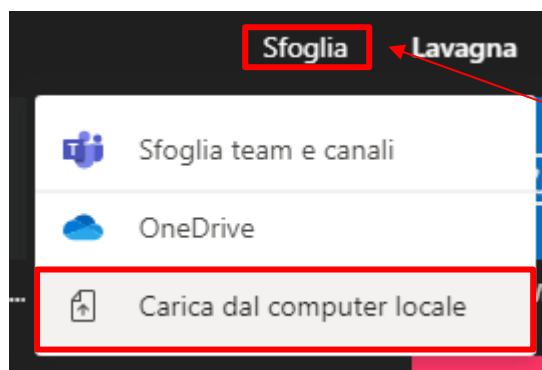 Sfoglia Lavagna
Sfoglia team e canali
OneDrive
Carica dal computer locale
...